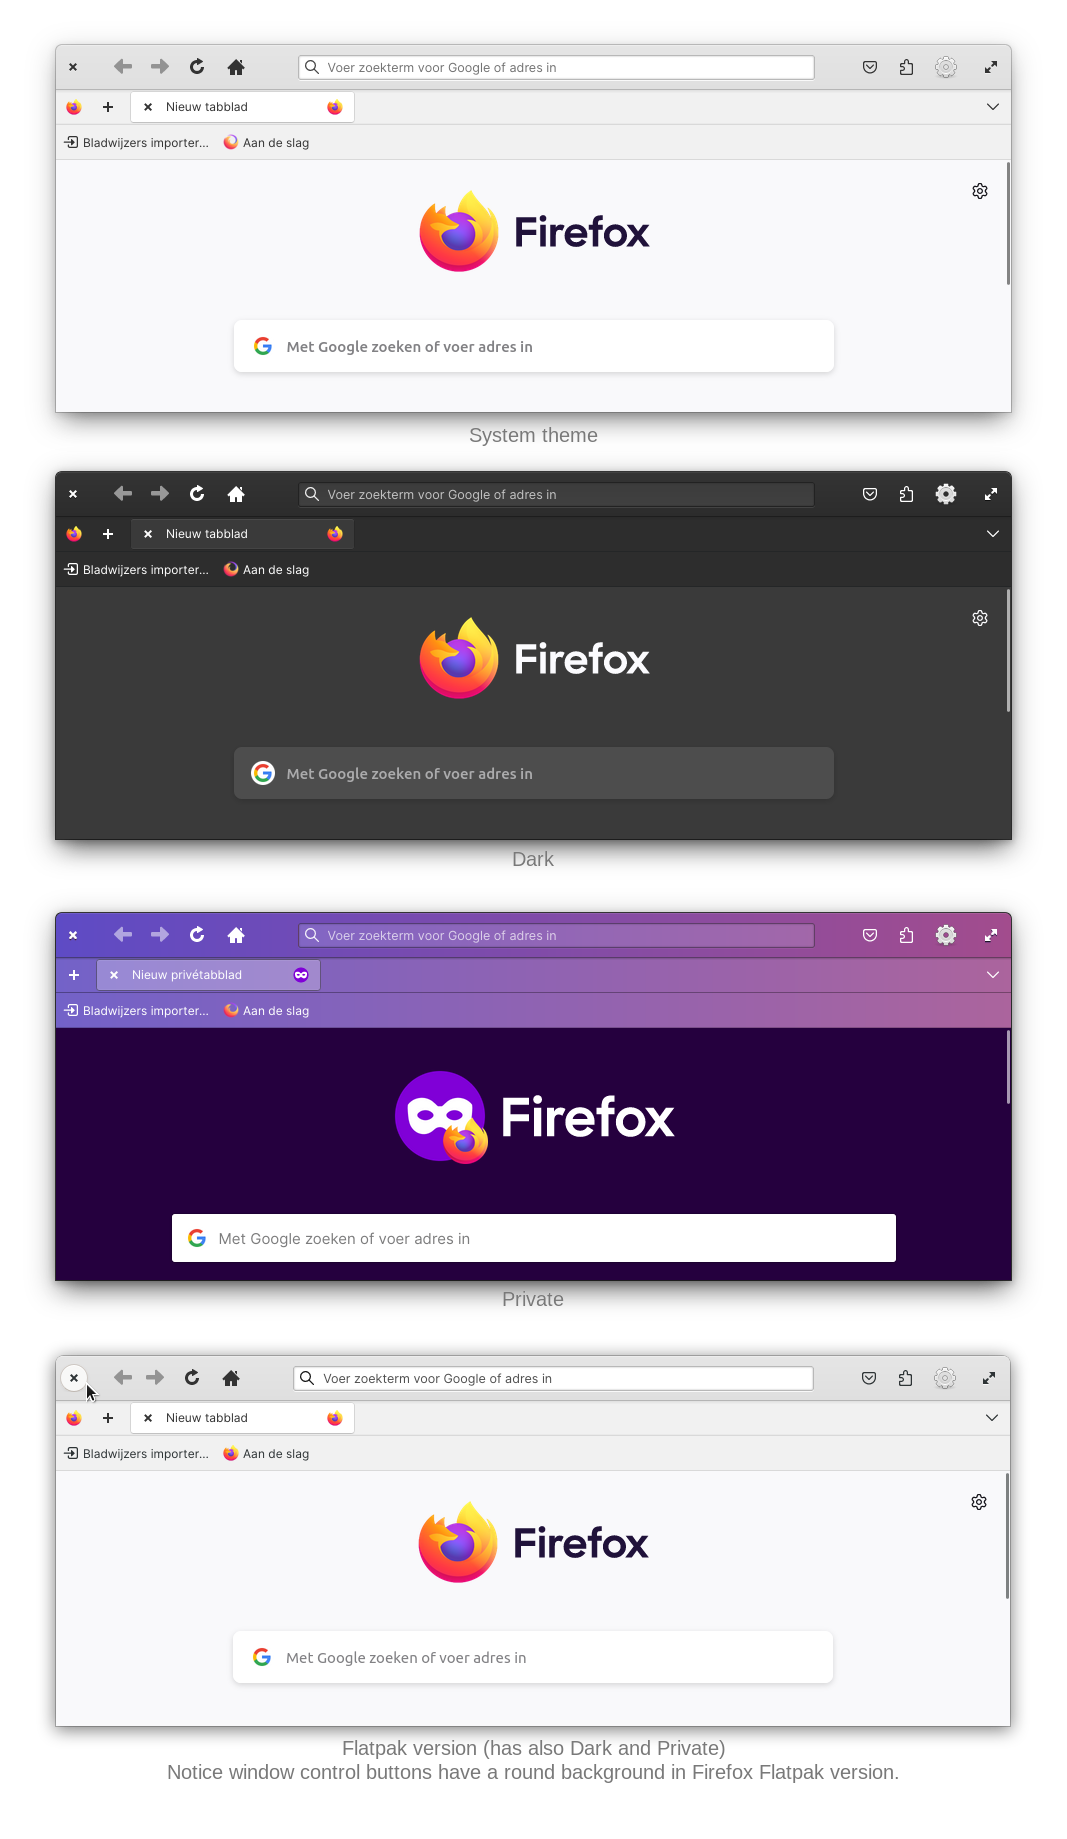 Voer zoekterm voor Google of adres in
Nieuw tabblad
Bladwijzers importer... Aan de slag
Firefox
Met Google zoeken of voer adres in
System theme
Voer zoekterm voor Google of adres in
Nieuw tabblad
Bladwijzers importer... Aan de slag
Firefox
Met Google zoeken of voer adres in
Dark
Voer zoekterm voor Google of adres in
Nieuw privétabblad
Bladwijzers importer... Aan de slag
Firefox
Met Google zoeken of voer adres in
Private
Voer zoekterm voor Google of adres in
Nieuw tabblad
Bladwijzers importer... Aan de slag
Firefox
Met Google zoeken of voer adres in
Flatpak version (has also Dark and Private)
Notice window control buttons have a round background in Firefox Flatpak version.